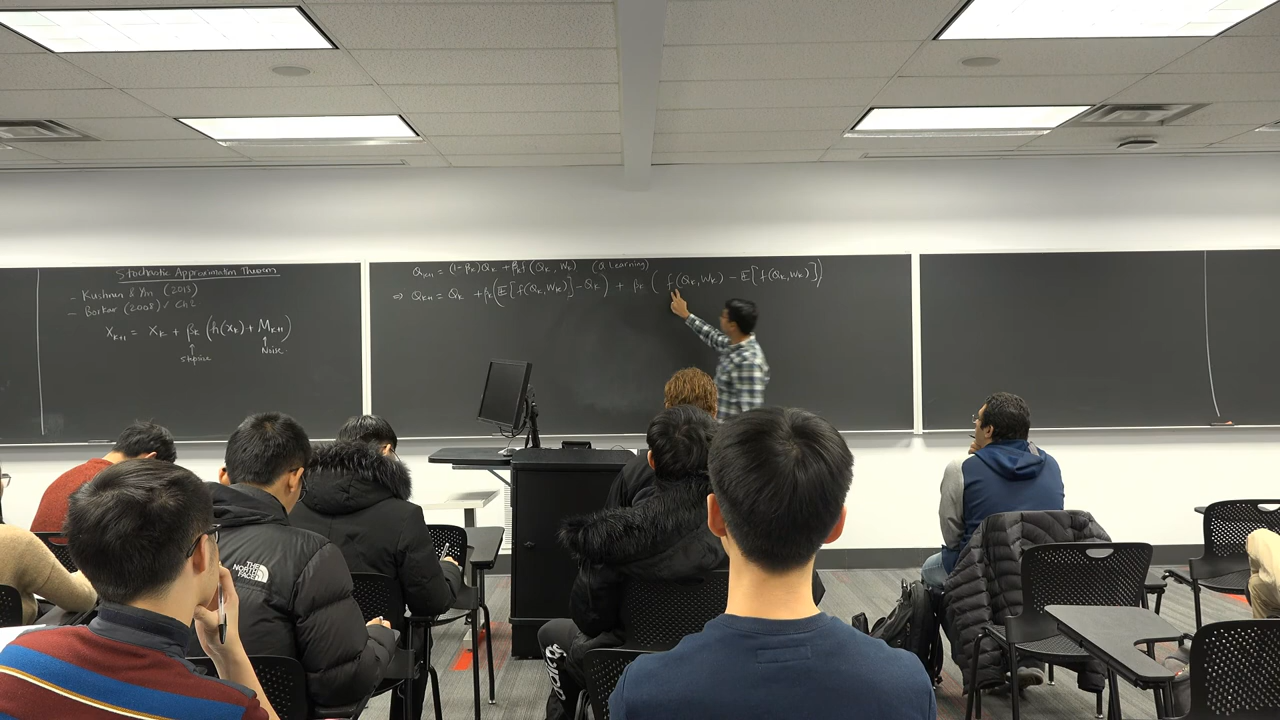 Stochastic Approximation Theorem
- Kushner & Yin (2013)
- Borkar (2008) / Ch 2
X_{k+1} = X_k + β_k (h(X_k) + M_{k+1})
↑ Stepsize
↑ Noise
Q_{k+1} = (1-β_k)Q_k + β_k f(Q_k, W_k) (Q Learning)
⇒ Q_{k+1} = Q_k + β_k (𝔼[f(Q_k, W_k)] - Q_k) + β_k (f(Q_k, W_k) - 𝔼[f(Q_k, W_k)])
THE NORTH FACE